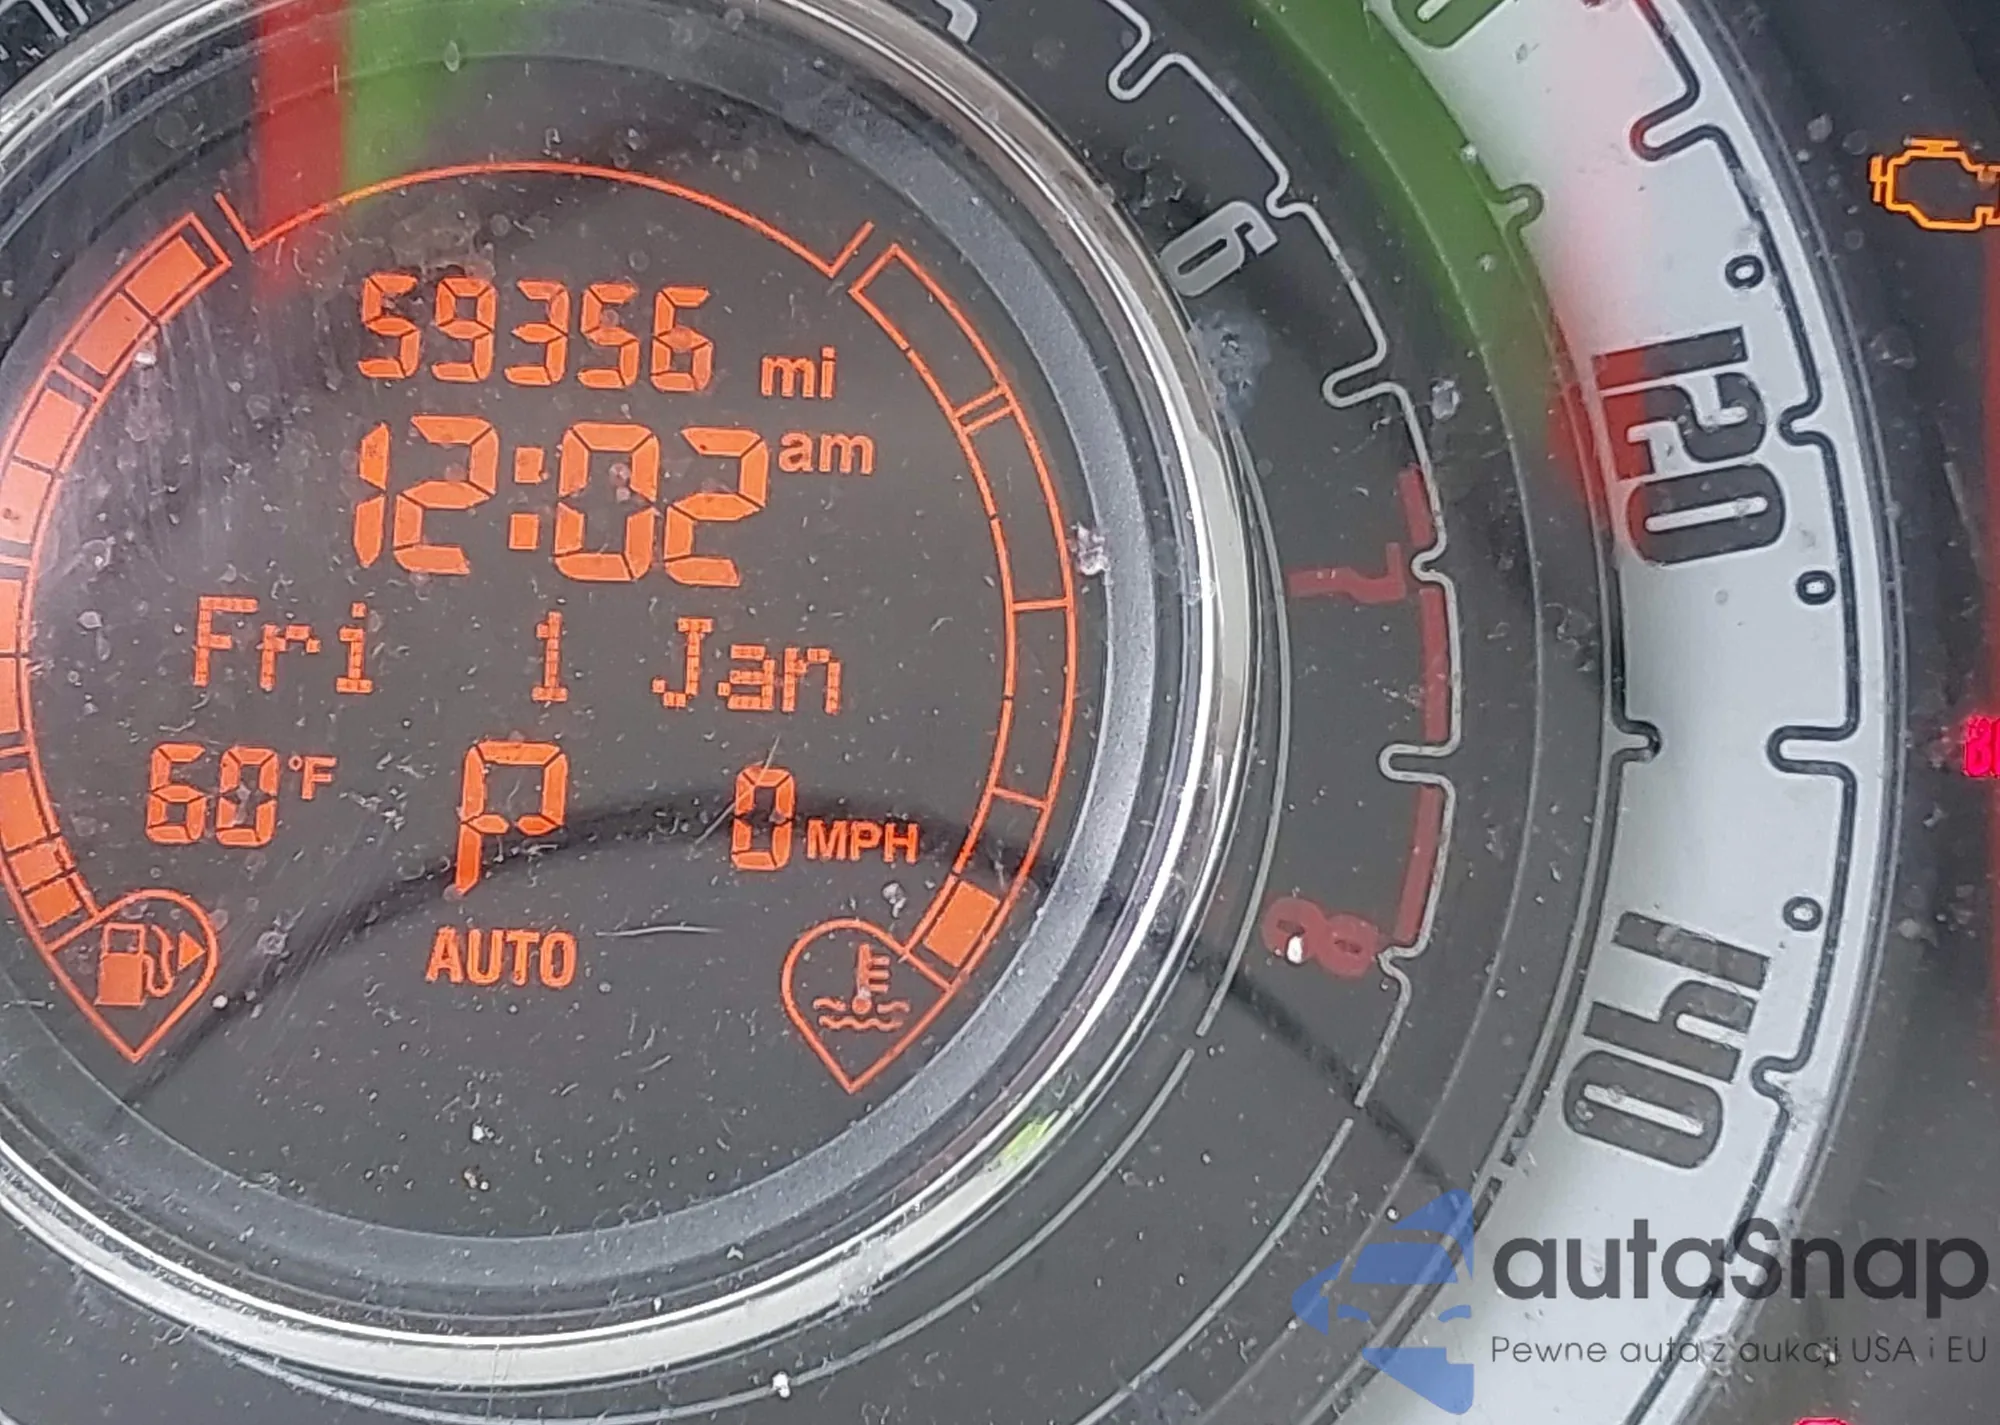 59356 mi
12:02 am
Fri 1 Jan
60°F P 0 MPH
AUTO
6
7
8
120
140
autaSnap
Pewne auta z aukcji USA i EU